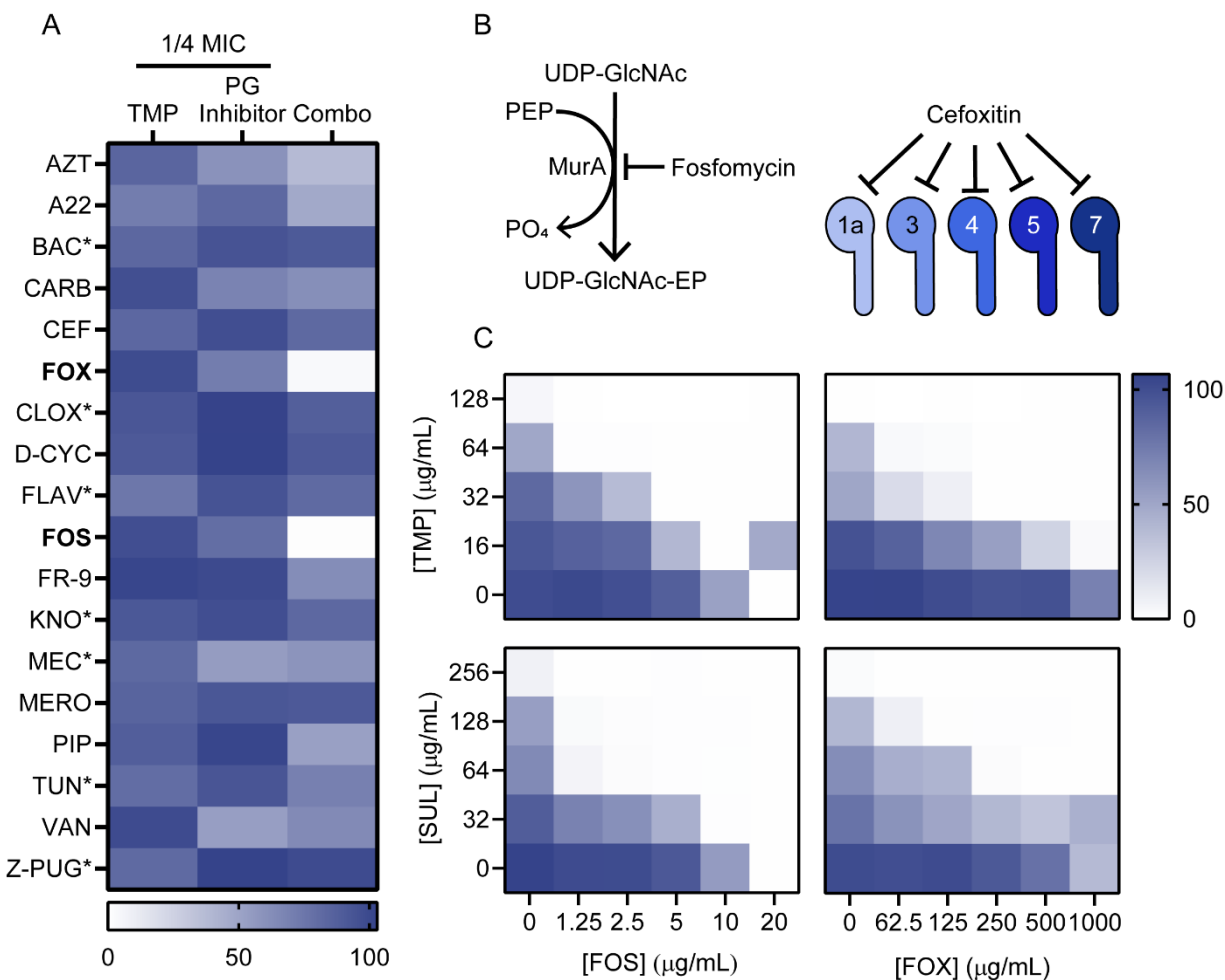 A
1/4 MIC
TMP
PG
Inhibitor
Combo
AZT
A22
BAC*
CARB
CEF
FOX
CLOX*
D-CYC
FLAV*
FOS
FR-9
KNO*
MEC*
MERO
PIP
TUN*
VAN
Z-PUG*
0 50 100
B
UDP-GlcNAc
PEP
MurA
Fosfomycin
PO₄
UDP-GlcNAc-EP
Cefoxitin
1a 3 4 5 7
C
[TMP] (μg/mL)
128
64
32
16
0
100
50
0
[SUL] (μg/mL)
256
128
64
32
0
0 1.25 2.5 5 10 20
[FOS] (μg/mL)
0 62.5 125 250 500 1000
[FOX] (μg/mL)